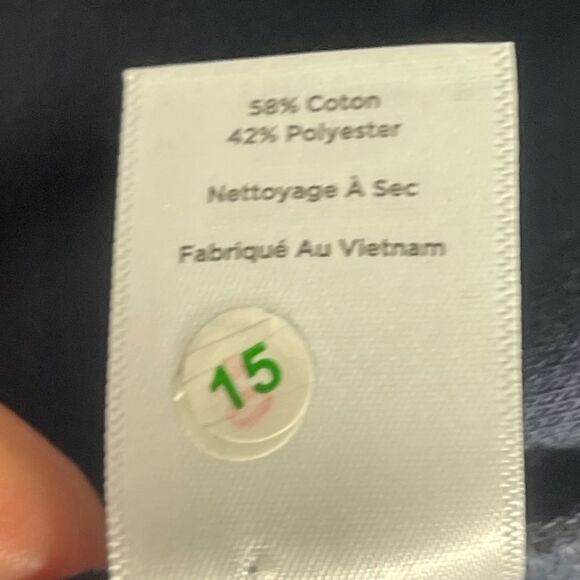 58% Coton
42% Polyester
Nettoyage À Sec
Fabriqué Au Vietnam
15